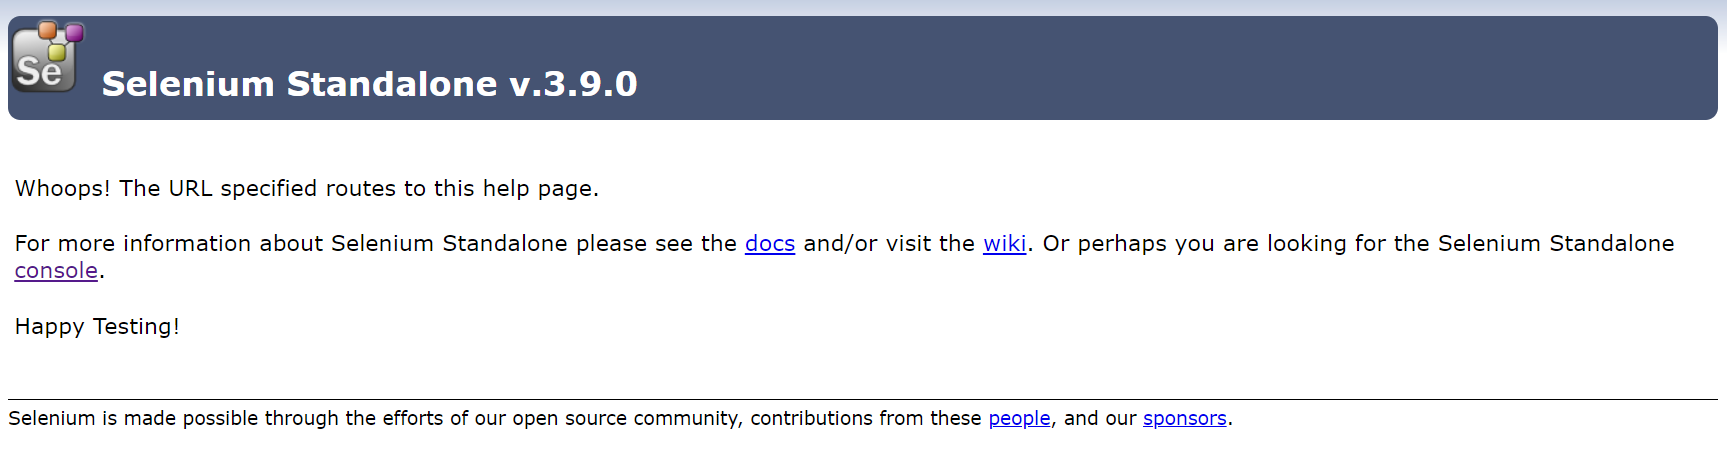 Se
Selenium Standalone v.3.9.0
Whoops! The URL specified routes to this help page.
For more information about Selenium Standalone please see the docs and/or visit the wiki. Or perhaps you are looking for the Selenium Standalone
console.
Happy Testing!
Selenium is made possible through the efforts of our open source community, contributions from these people, and our sponsors.